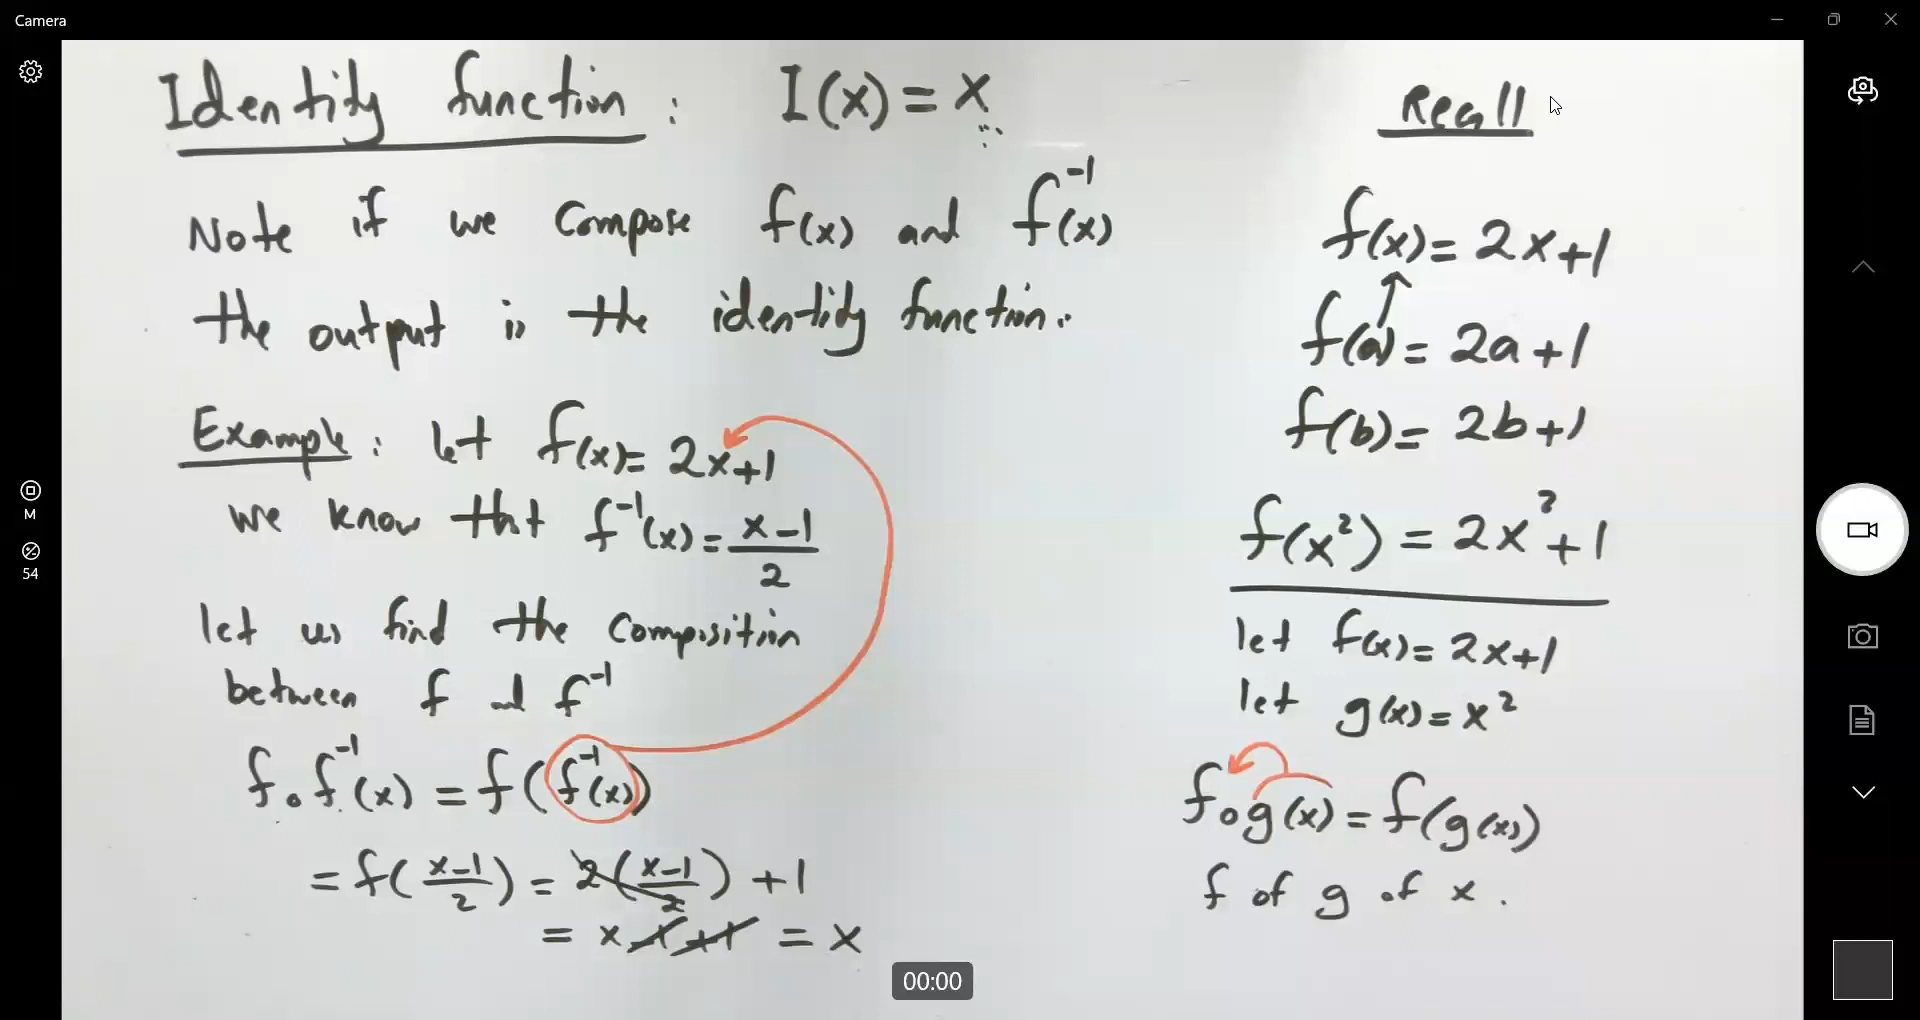 Camera
Identity function : I(x) = x
Note if we compose f(x) and f⁻¹(x)
the output is the identity function.
Example : let f(x) = 2x+1
we know that f⁻¹(x) = (x-1)/2
let us find the composition
between f and f⁻¹
f∘f⁻¹(x) = f(f⁻¹(x))
= f((x-1)/2) = 2((x-1)/2) + 1
= x -1 +1 = x
Recall
f(x) = 2x+1
f(a) = 2a+1
f(b) = 2b+1
f(x²) = 2x²+1
let f(x) = 2x+1
let g(x) = x²
f∘g(x) = f(g(x))
f of g of x .
M
54
00:00